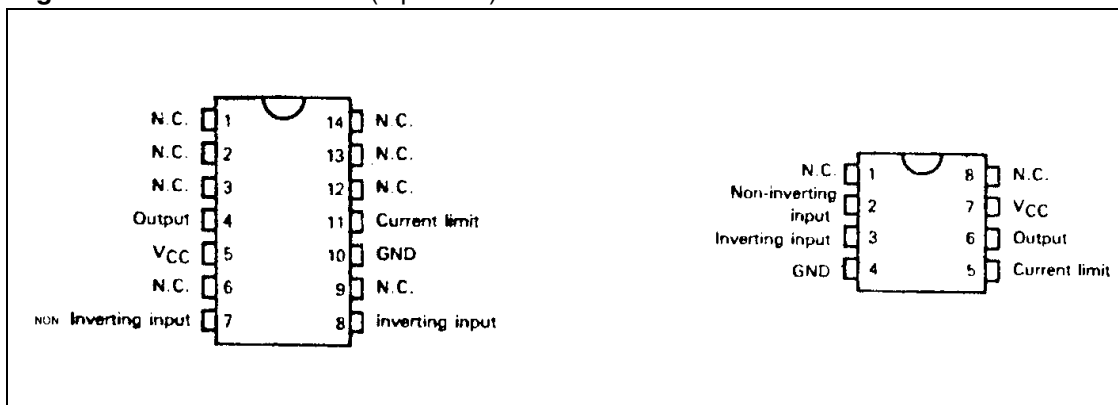 N.C. 1 14 N.C.
N.C. 2 13 N.C.
N.C. 3 12 N.C.
Output 4 11 Current limit
VCC 5 10 GND
N.C. 6 9 N.C.
NON Inverting input 7 8 inverting input
N.C. 1 8 N.C.
Non-inverting
input 2 7 VCC
Inverting input 3 6 Output
GND 4 5 Current limit